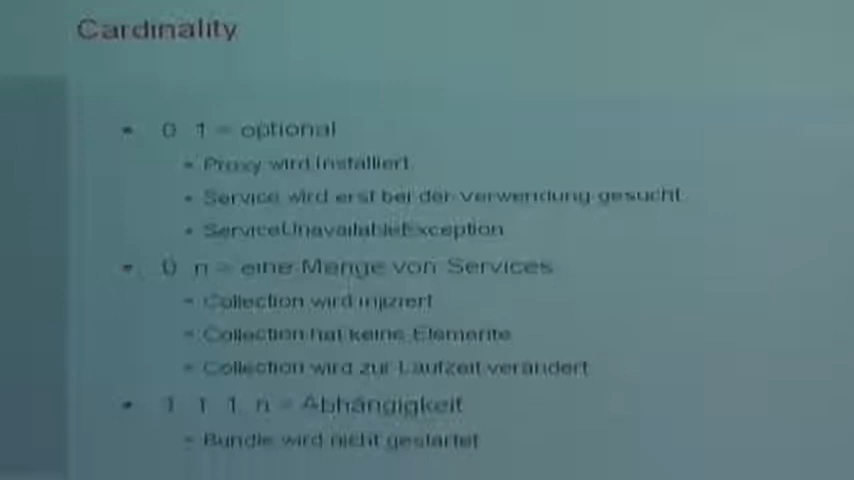 Cardinality
0 1 = optional
Proxy wird installiert
Service wird erst bei der Verwendung gesucht
ServiceUnavailableException
0 n = eine Menge von Services
Collection wird injiziert
Collection hat keine Elemente
Collection wird zur Laufzeit verändert
1 1 1 n = Abhängigkeit
Bundle wird nicht gestartet